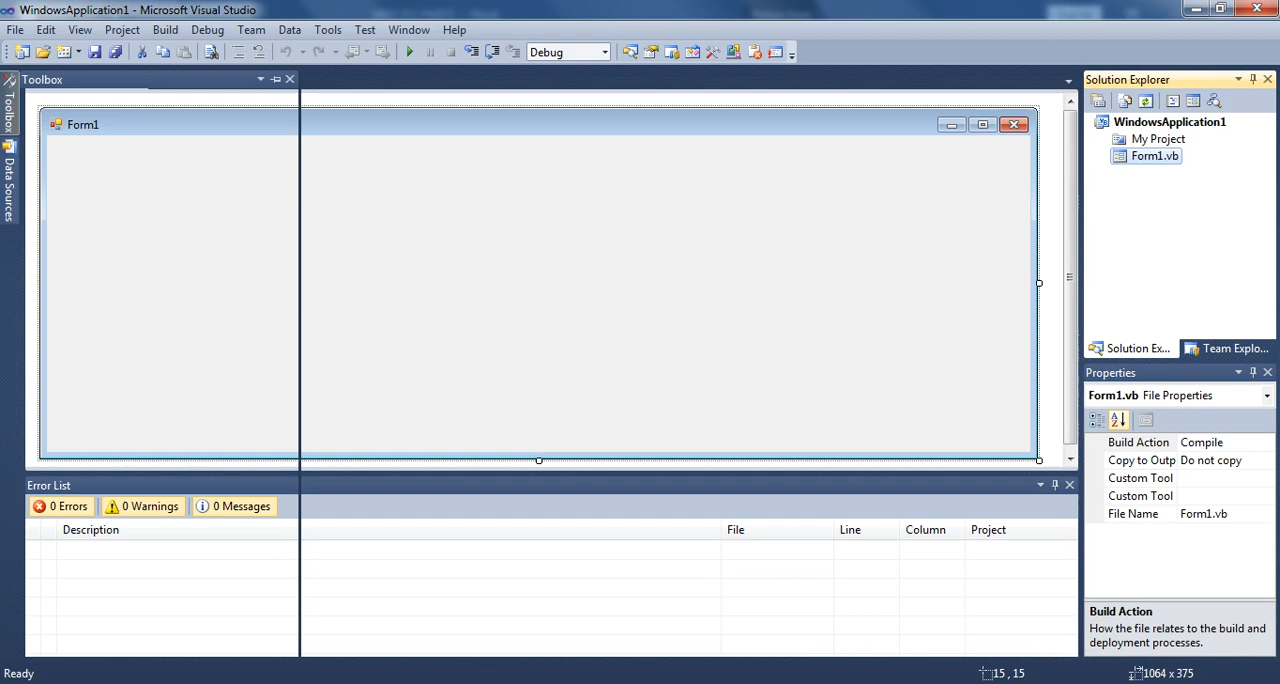 WindowsApplication1 - Microsoft Visual Studio
File Edit View Project Build Debug Team Data Tools Test Window Help
Debug
Toolbox
Data Sources
Toolbox
Form1
Solution Explorer
WindowsApplication1
My Project
Form1.vb
Solution Ex...
Team Explo...
Properties
Form1.vb File Properties
Build Action Compile
Copy to Outp Do not copy
Custom Tool
Custom Tool
File Name Form1.vb
Build Action
How the file relates to the build and
deployment processes.
Error List
0 Errors 0 Warnings 0 Messages
Description File Line Column Project
Ready 15 , 15 1064 x 375